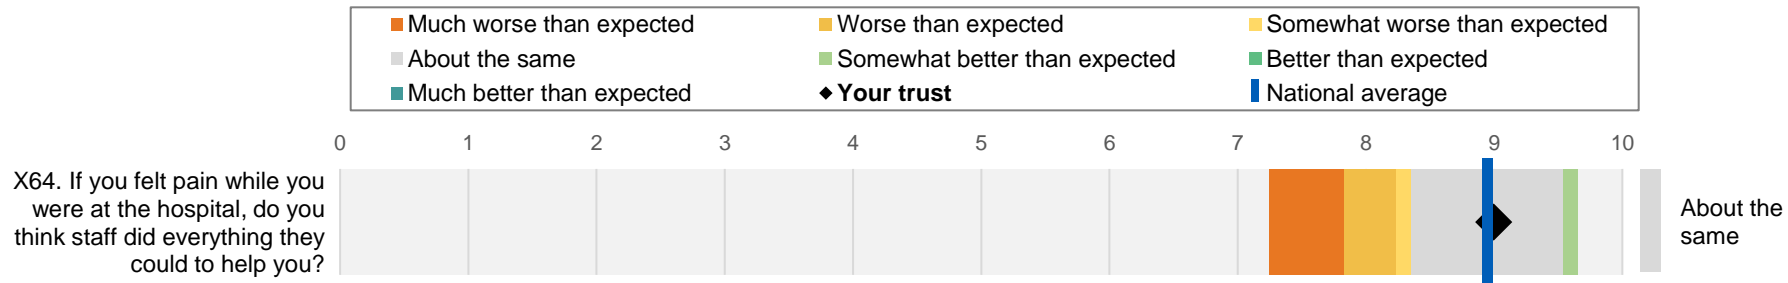 Much worse than expected
Worse than expected
Somewhat worse than expected
About the same
Somewhat better than expected
Better than expected
Much better than expected
Your trust
National average
0 1 2 3 4 5 6 7 8 9 10
X64. If you felt pain while you
were at the hospital, do you
think staff did everything they
could to help you?
About the
same